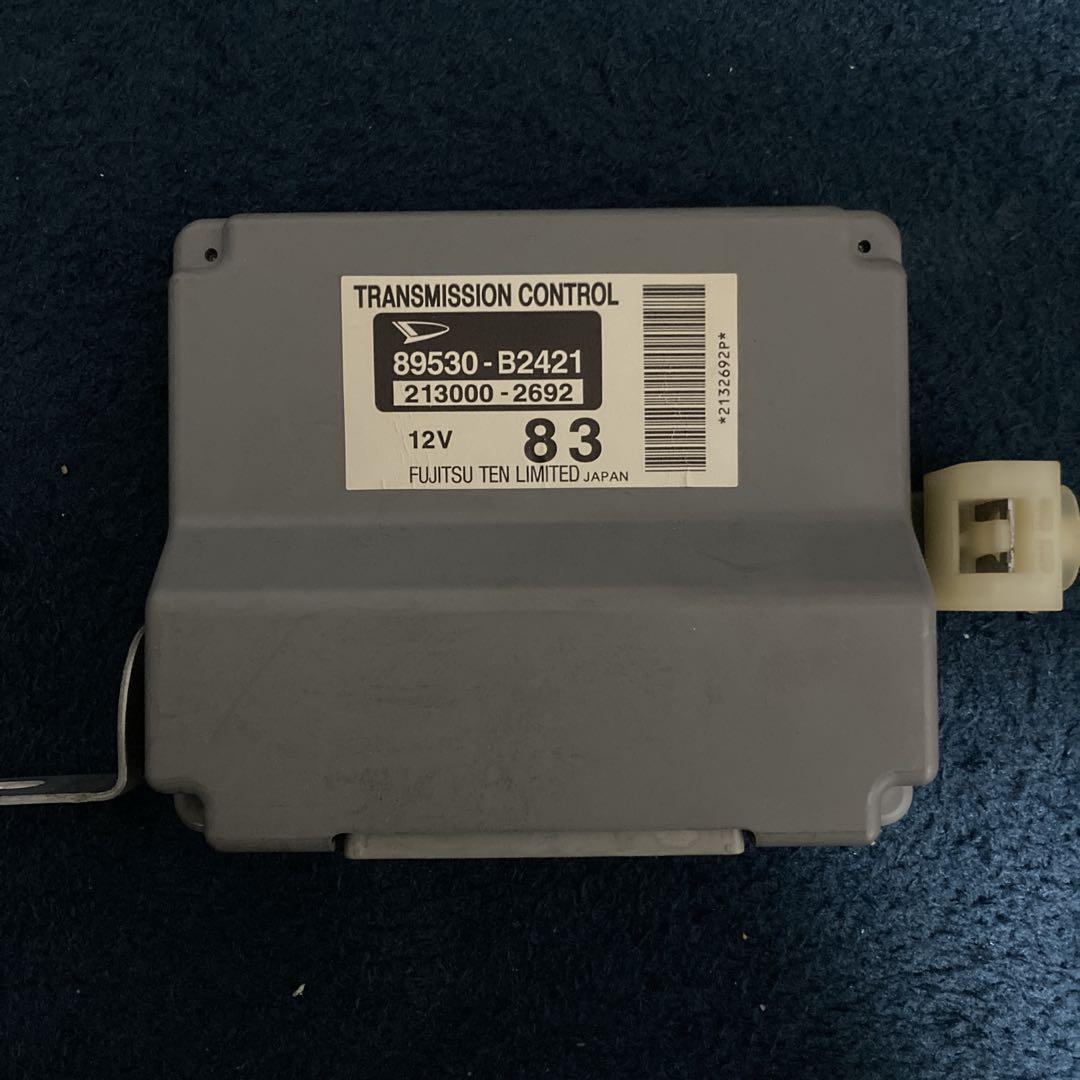 TRANSMISSION CONTROL
89530-B2421
213000-2692
12V 83
FUJITSU TEN LIMITED JAPAN
*2132692P*